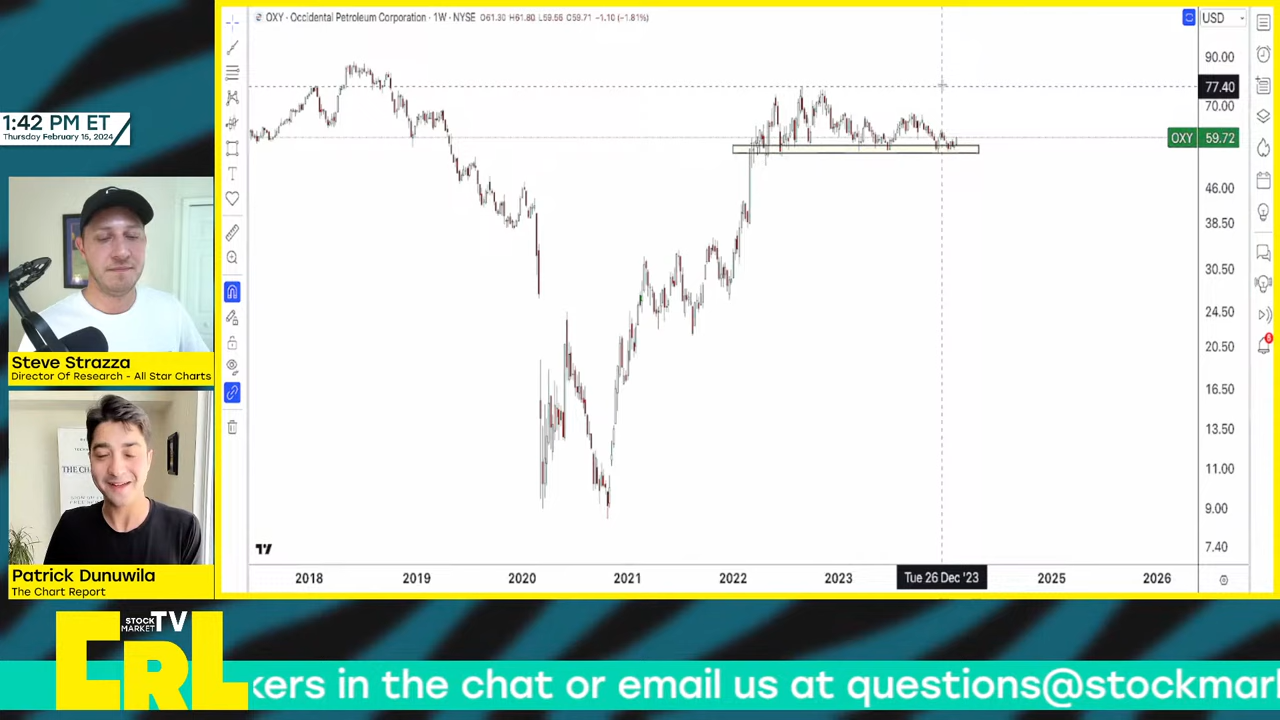 OXY · Occidental Petroleum Corporation · 1W · NYSE O61.30 H61.80 L59.56 C59.71 −1.10 (−1.81%)
USD
90.00
77.40
70.00
OXY 59.72
46.00
38.50
30.50
24.50
20.50
16.50
13.50
11.00
9.00
7.40
2018 2019 2020 2021 2022 2023 Tue 26 Dec '23 2025 2026
1:42 PM ET
Thursday February 15, 2024
Steve Strazza
Director Of Research - All Star Charts
THE CHA
Patrick Dunuwila
The Chart Report
STOCK MARKET TV
ERL
kers in the chat or email us at questions@stockmar